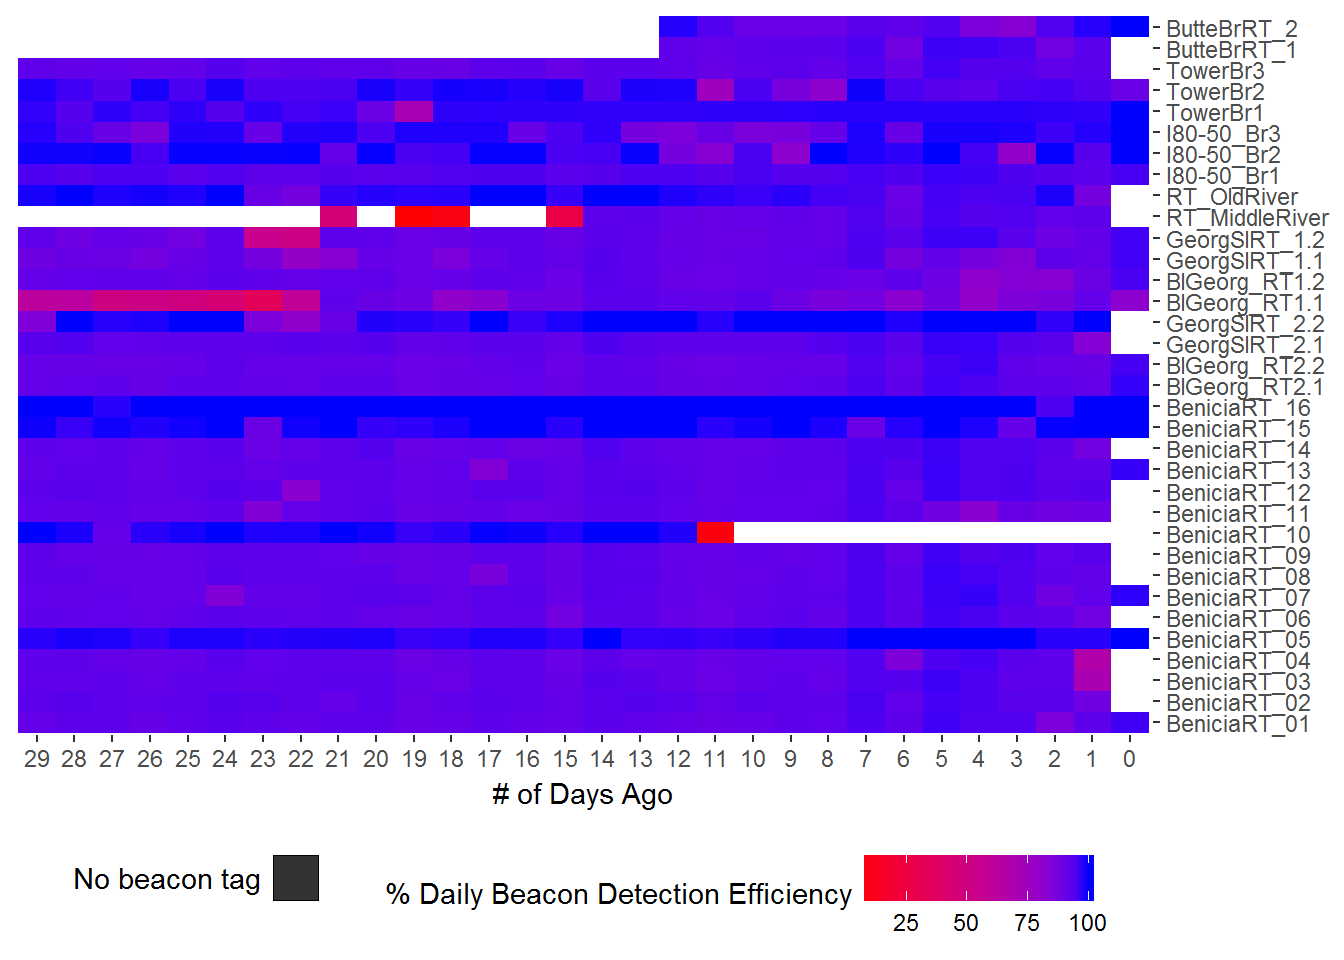 ButteBrRT_2
ButteBrRT_1
TowerBr3
TowerBr2
TowerBr1
I80-50_Br3
I80-50_Br2
I80-50_Br1
RT_OldRiver
RT_MiddleRiver
GeorgSlRT_1.2
GeorgSlRT_1.1
BlGeorg_RT1.2
BlGeorg_RT1.1
GeorgSlRT_2.2
GeorgSlRT_2.1
BlGeorg_RT2.2
BlGeorg_RT2.1
BeniciaRT_16
BeniciaRT_15
BeniciaRT_14
BeniciaRT_13
BeniciaRT_12
BeniciaRT_11
BeniciaRT_10
BeniciaRT_09
BeniciaRT_08
BeniciaRT_07
BeniciaRT_06
BeniciaRT_05
BeniciaRT_04
BeniciaRT_03
BeniciaRT_02
BeniciaRT_01
29 28 27 26 25 24 23 22 21 20 19 18 17 16 15 14 13 12 11 10 9 8 7 6 5 4 3 2 1 0
# of Days Ago
No beacon tag
% Daily Beacon Detection Efficiency
25 50 75 100